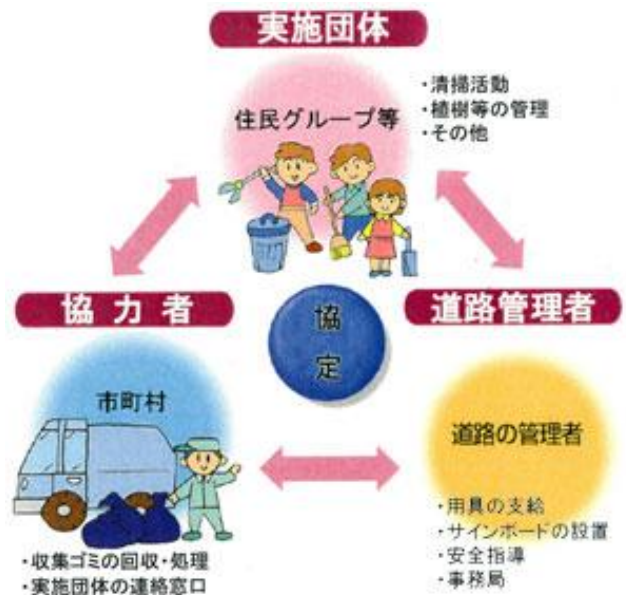 実施団体
住民グループ等
・清掃活動
・植樹等の管理
・その他
協力者
市町村
・収集ゴミの回収・処理
・実施団体の連絡窓口
協
定
道路管理者
道路の管理者
・用具の支給
・サインボードの設置
・安全指導
・事務局